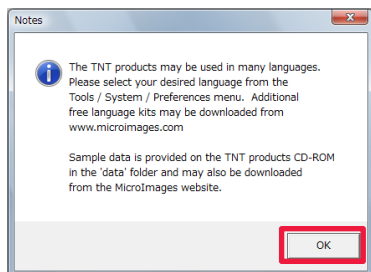 Notes
The TNT products may be used in many languages.
Please select your desired language from the
Tools / System / Preferences menu.  Additional
free language kits may be downloaded from
www.microimages.com
Sample data is provided on the TNT products CD-ROM
in the 'data' folder and may also be downloaded
from the MicroImages website.
OK